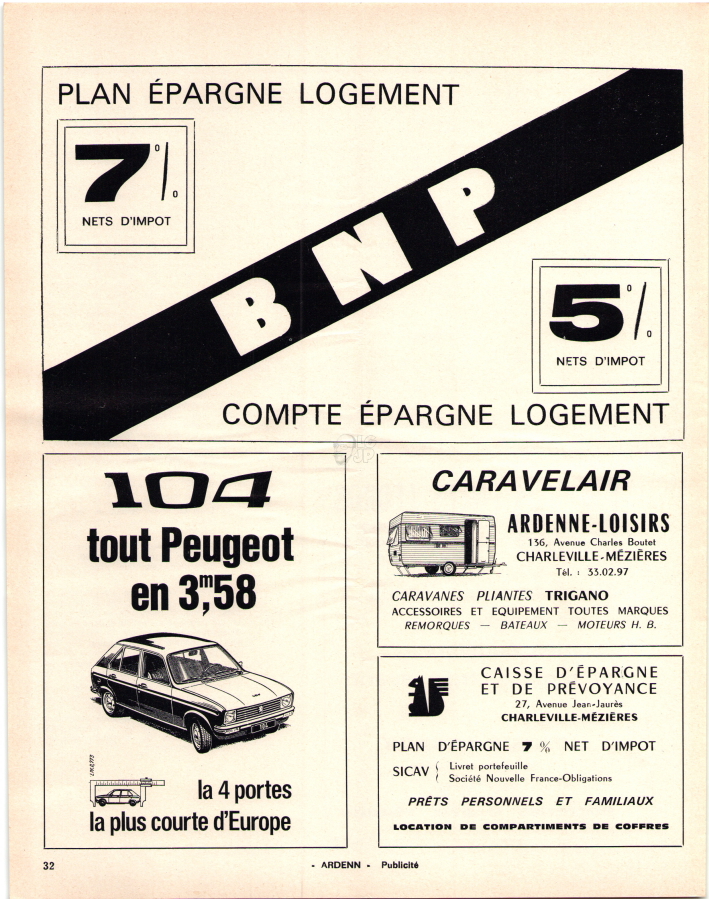 PLAN ÉPARGNE LOGEMENT
7%
NETS D'IMPOT
BNP
5%
NETS D'IMPOT
COMPTE ÉPARGNE LOGEMENT
104
tout Peugeot
en 3,m58
la 4 portes
la plus courte d'Europe
CARAVELAIR
ARDENNE-LOISIRS
136, Avenue Charles Boutet
CHARLEVILLE-MÉZIÈRES
Tél. : 33.02.97
CARAVANES PLIANTES TRIGANO
ACCESSOIRES ET EQUIPEMENT TOUTES MARQUES
REMORQUES — BATEAUX — MOTEURS H. B.
CAISSE D'ÉPARGNE
ET DE PRÉVOYANCE
27, Avenue Jean-Jaurès
CHARLEVILLE-MÉZIÈRES
PLAN D'ÉPARGNE 7 % NET D'IMPOT
SICAV { Livret portefeuille
Société Nouvelle France-Obligations
PRÊTS PERSONNELS ET FAMILIAUX
LOCATION DE COMPARTIMENTS DE COFFRES
32
- ARDENN - Publicité